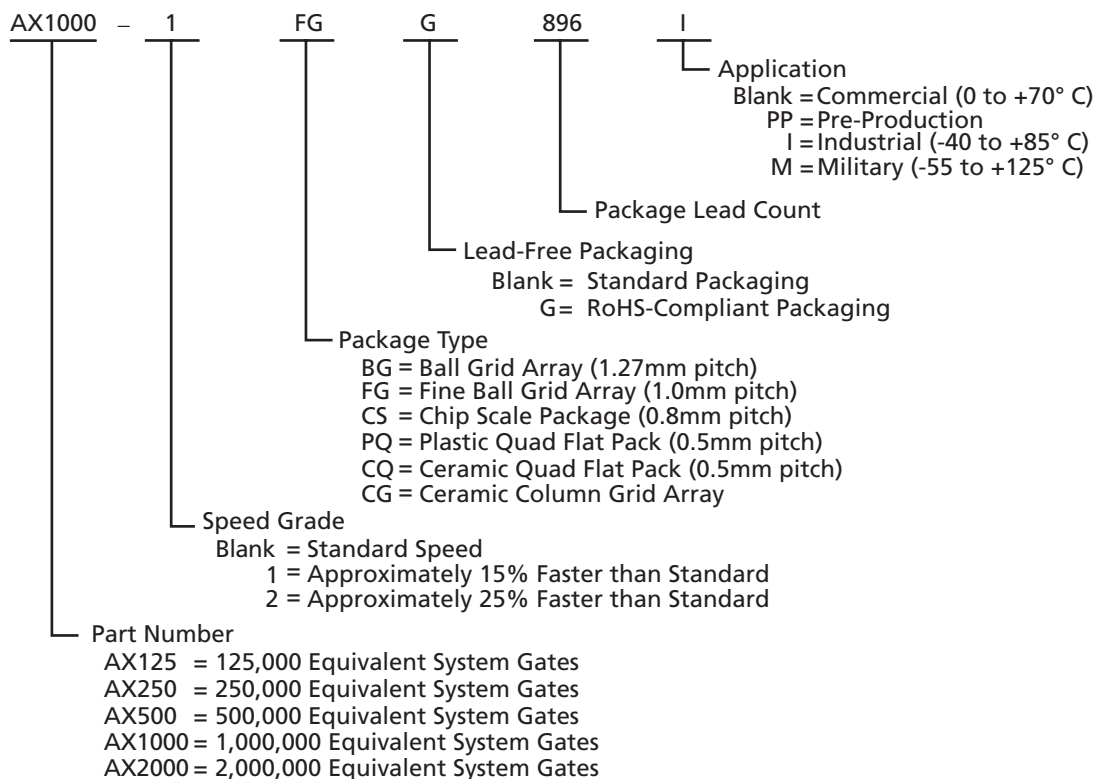 AX1000 – 1 FG G 896 I
Application
Blank = Commercial (0 to +70° C)
PP = Pre-Production
I = Industrial (-40 to +85° C)
M = Military (-55 to +125° C)
Package Lead Count
Lead-Free Packaging
Blank = Standard Packaging
G= RoHS-Compliant Packaging
Package Type
BG = Ball Grid Array (1.27mm pitch)
FG = Fine Ball Grid Array (1.0mm pitch)
CS = Chip Scale Package (0.8mm pitch)
PQ = Plastic Quad Flat Pack (0.5mm pitch)
CQ = Ceramic Quad Flat Pack (0.5mm pitch)
CG = Ceramic Column Grid Array
Speed Grade
Blank = Standard Speed
1 = Approximately 15% Faster than Standard
2 = Approximately 25% Faster than Standard
Part Number
AX125 = 125,000 Equivalent System Gates
AX250 = 250,000 Equivalent System Gates
AX500 = 500,000 Equivalent System Gates
AX1000 = 1,000,000 Equivalent System Gates
AX2000 = 2,000,000 Equivalent System Gates